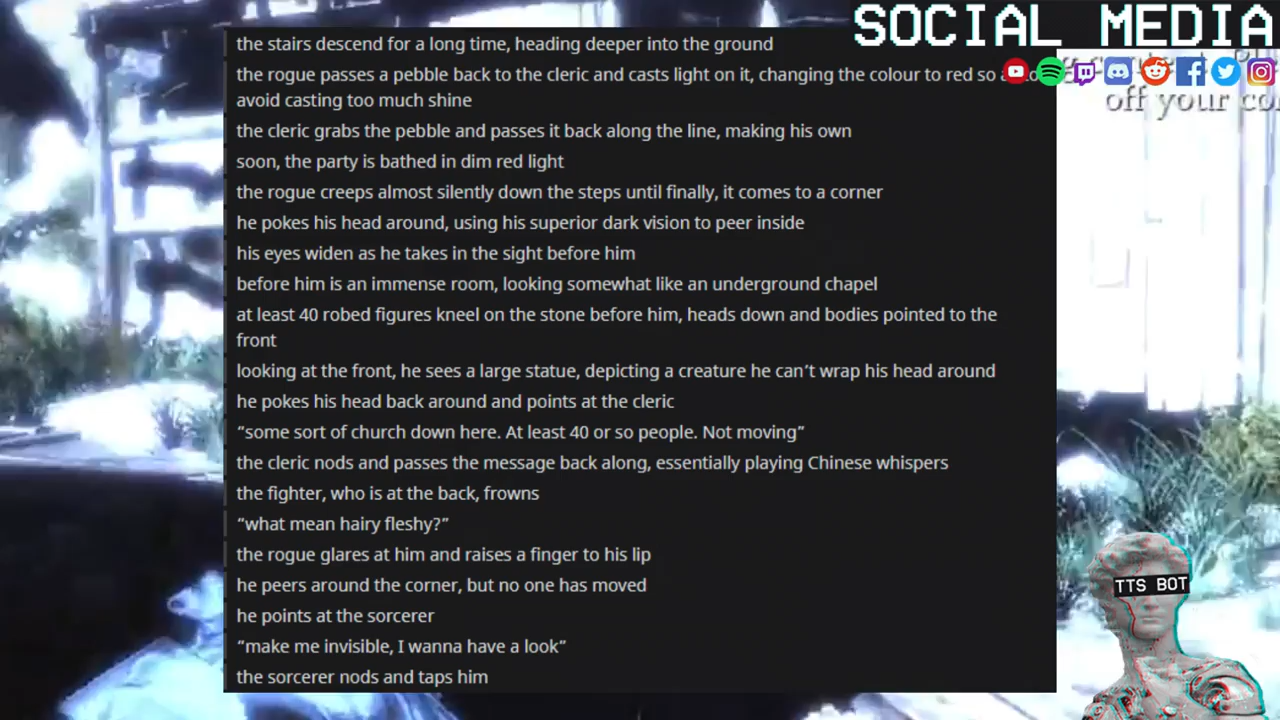 SOCIAL MEDIA
off your
the stairs descend for a long time, heading deeper into the ground
the rogue passes a pebble back to the cleric and casts light on it, changing the colour to red so
avoid casting too much shine
the cleric grabs the pebble and passes it back along the line, making his own
soon, the party is bathed in dim red light
the rogue creeps almost silently down the steps until finally, it comes to a corner
he pokes his head around, using his superior dark vision to peer inside
his eyes widen as he takes in the sight before him
before him is an immense room, looking somewhat like an underground chapel
at least 40 robed figures kneel on the stone before him, heads down and bodies pointed to the
front
looking at the front, he sees a large statue, depicting a creature he can’t wrap his head around
he pokes his head back around and points at the cleric
“some sort of church down here. At least 40 or so people. Not moving”
the cleric nods and passes the message back along, essentially playing Chinese whispers
the fighter, who is at the back, frowns
“what mean hairy fleshy?”
the rogue glares at him and raises a finger to his lip
he peers around the corner, but no one has moved
he points at the sorcerer
“make me invisible, I wanna have a look”
the sorcerer nods and taps him
TTS BOT